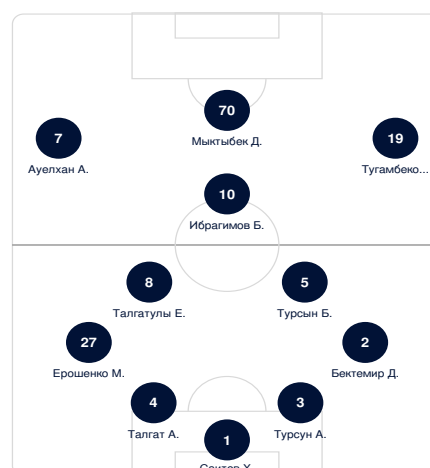 70
Мыктыбек Д.
7
Ауелхан А.
19
Тугамбеко...
10
Ибрагимов Б.
8
Талгатулы Е.
5
Турсын Б.
27
Ерошенко М.
2
Бектемир Д.
4
Талгат А.
3
Турсун А.
1